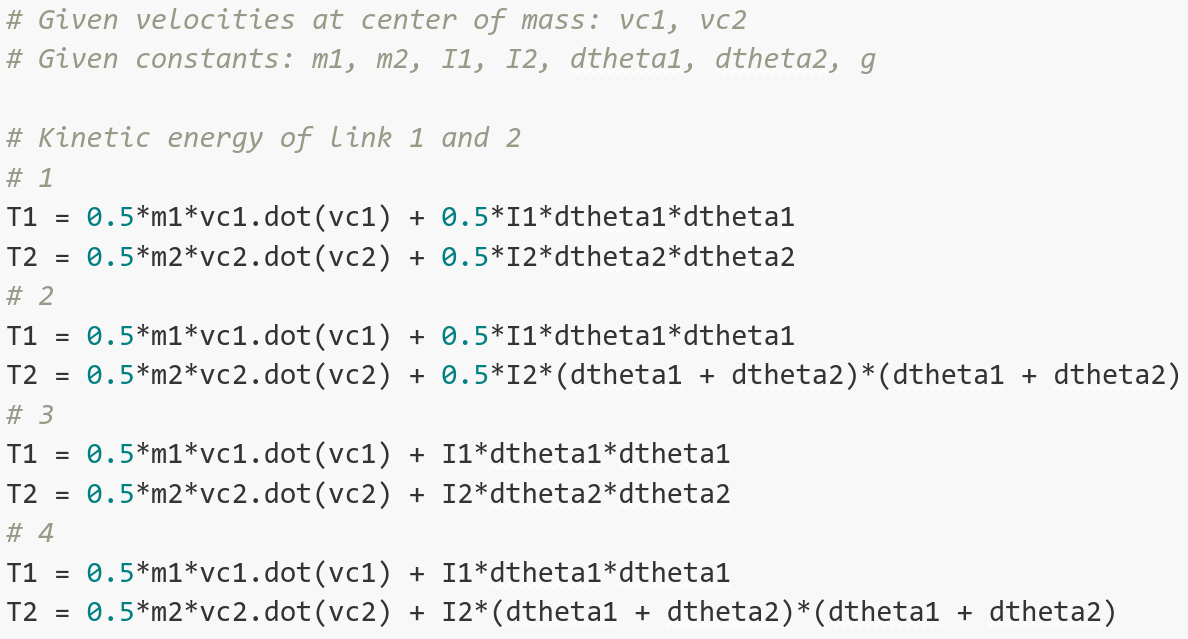 # Given velocities at center of mass: vc1, vc2
# Given constants: m1, m2, I1, I2, dtheta1, dtheta2, g
# Kinetic energy of link 1 and 2
# 1
T1 = 0.5*m1*vc1.dot(vc1) + 0.5*I1*dtheta1*dtheta1
T2 = 0.5*m2*vc2.dot(vc2) + 0.5*I2*dtheta2*dtheta2
# 2
T1 = 0.5*m1*vc1.dot(vc1) + 0.5*I1*dtheta1*dtheta1
T2 = 0.5*m2*vc2.dot(vc2) + 0.5*I2*(dtheta1 + dtheta2)*(dtheta1 + dtheta2)
# 3
T1 = 0.5*m1*vc1.dot(vc1) + I1*dtheta1*dtheta1
T2 = 0.5*m2*vc2.dot(vc2) + I2*dtheta2*dtheta2
# 4
T1 = 0.5*m1*vc1.dot(vc1) + I1*dtheta1*dtheta1
T2 = 0.5*m2*vc2.dot(vc2) + I2*(dtheta1 + dtheta2)*(dtheta1 + dtheta2)